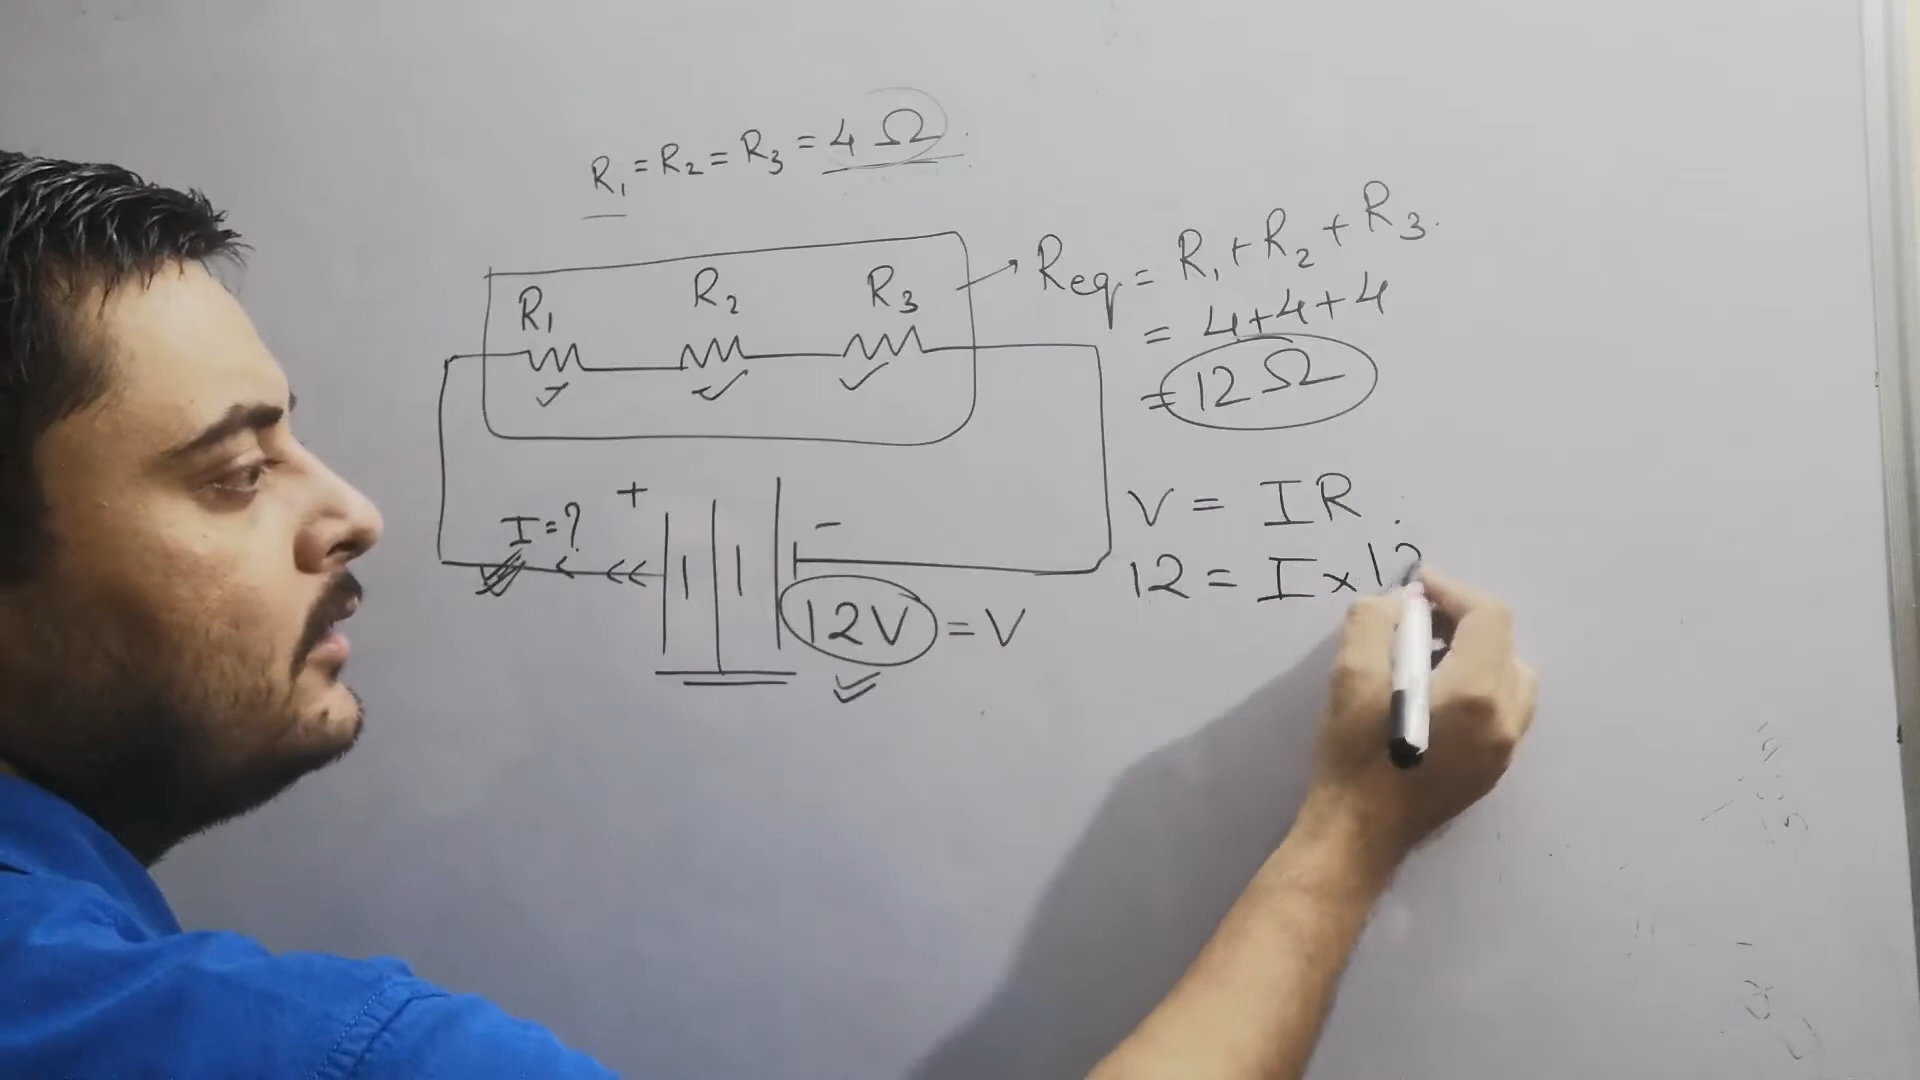 R₁ = R₂ = R₃ = 4 Ω
R₁ R₂ R₃
Req = R₁ + R₂ + R₃.
= 4+4+4
= 12 Ω
I = ?
+ −
12V = V
V = IR
12 = I × 12